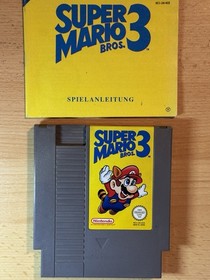 SUPER
MARIO 3
BROS.
SPIELANLEITUNG
SUPER
MARIO 3
BROS.
Nintendo